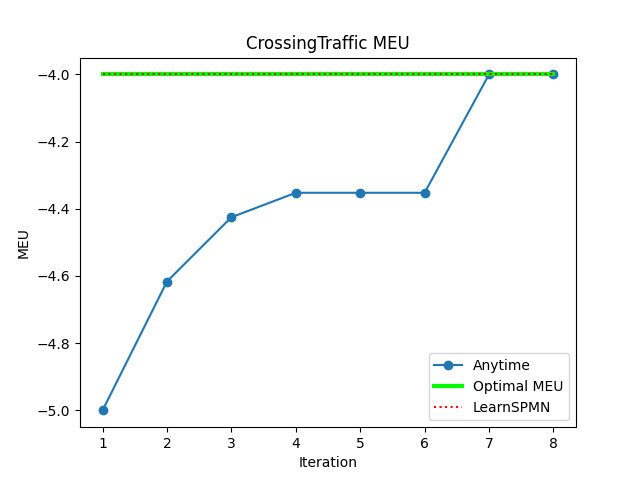 CrossingTraffic MEU
−4.0
−4.2
−4.4
−4.6
−4.8
−5.0
MEU
1 2 3 4 5 6 7 8
Iteration
Anytime
Optimal MEU
LearnSPMN